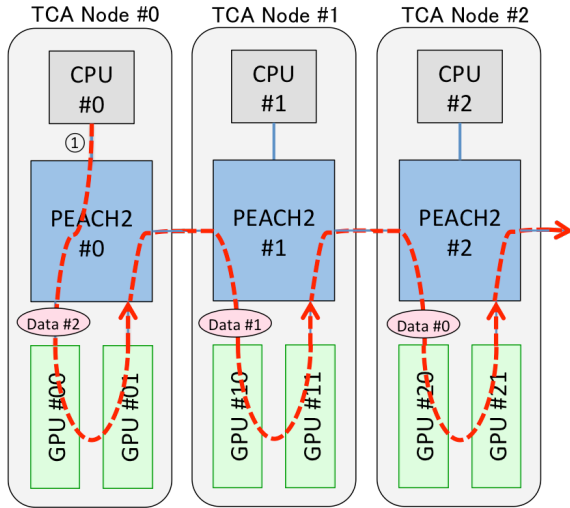 TCA Node #0
TCA Node #1
TCA Node #2
CPU
#0
CPU
#1
CPU
#2
①
PEACH2
#0
PEACH2
#1
PEACH2
#2
Data #2
Data #1
Data #0
GPU #00
GPU #01
GPU #10
GPU #11
GPU #20
GPU #21